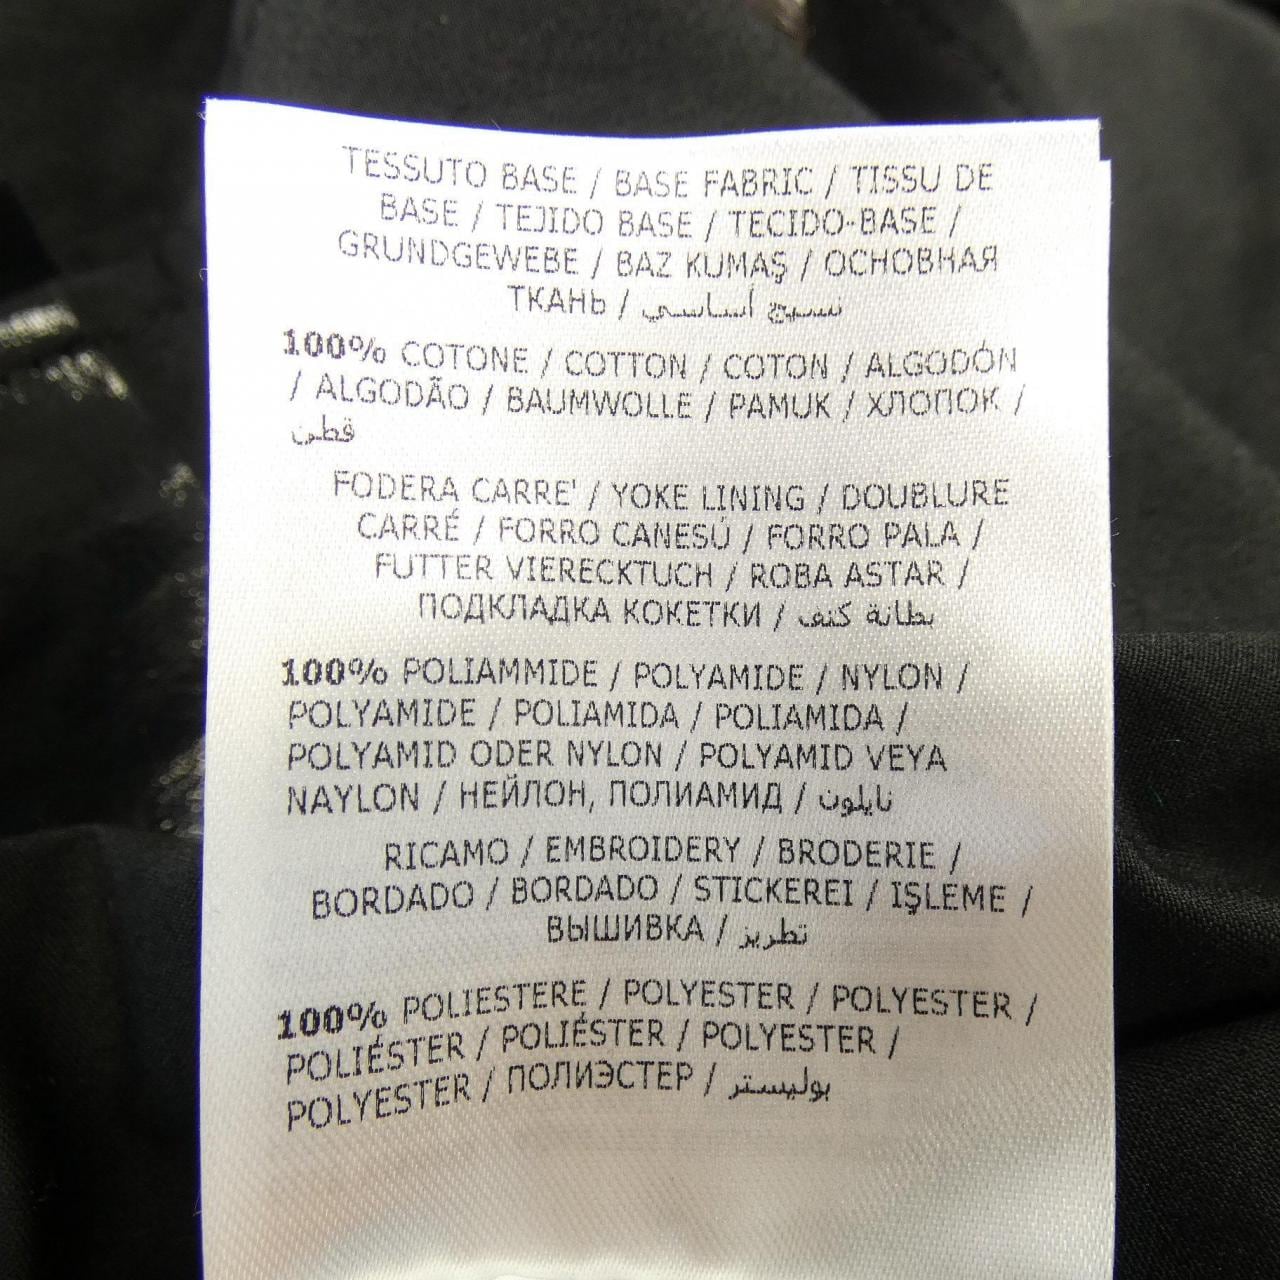 TESSUTO BASE / BASE FABRIC / TISSU DE
BASE / TEJIDO BASE / TECIDO-BASE /
GRUNDGEWEBE / BAZ KUMAŞ / ОСНОВНАЯ
ТКАНЬ / نسيج أساسي
100% COTONE / COTTON / COTON / ALGODÓN
/ ALGODÃO / BAUMWOLLE / PAMUK / ХЛОПОК /
قطن
FODERA CARRE' / YOKE LINING / DOUBLURE
CARRÉ / FORRO CANESÚ / FORRO PALA /
FUTTER VIERECKTUCH / ROBA ASTAR /
ПОДКЛАДКА КОКЕТКИ / بطانة كتف
100% POLIAMMIDE / POLYAMIDE / NYLON /
POLYAMIDE / POLIAMIDA / POLIAMIDA /
POLYAMID ODER NYLON / POLYAMID VEYA
NAYLON / НЕЙЛОН, ПОЛИАМИД / نايلون
RICAMO / EMBROIDERY / BRODERIE /
BORDADO / BORDADO / STICKEREI / IŞLEME /
ВЫШИВКА / تطريز
100% POLIESTERE / POLYESTER / POLYESTER /
POLIÉSTER / POLIÉSTER / POLYESTER /
POLYESTER / ПОЛИЭСТЕР / بوليستر